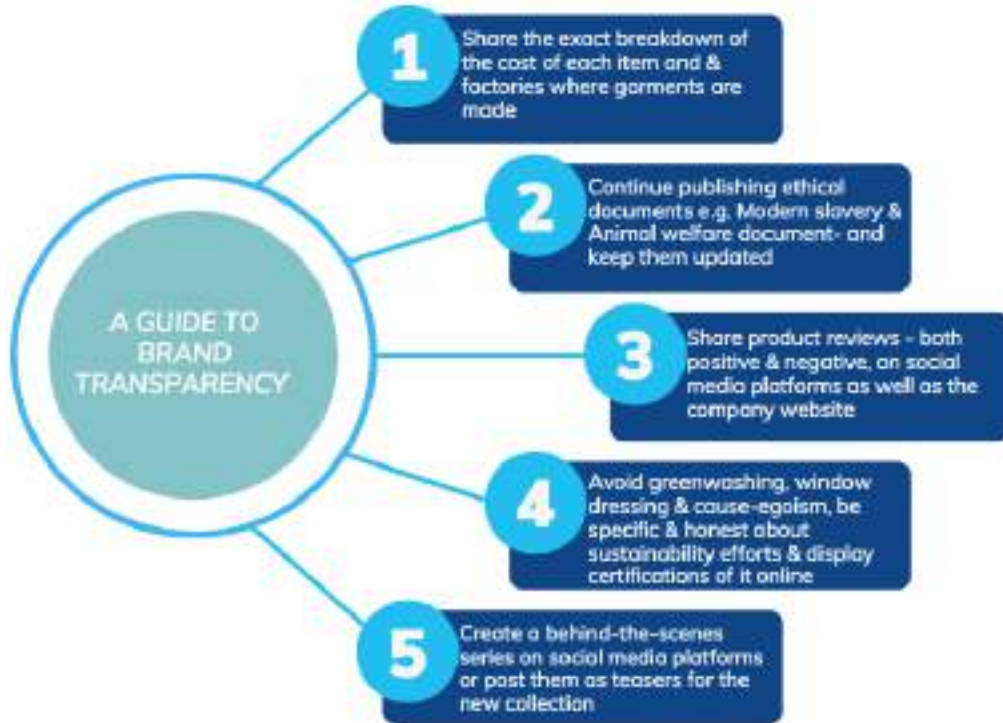 A GUIDE TO
BRAND
TRANSPARENCY
1
Share the exact breakdown of
the cost of each item and &
factories where garments are
made
2
Continue publishing ethical
documents e.g. Modern slavery &
Animal welfare document- and
keep them updated
3
Share product reviews - both
positive & negative, on social
media platforms as well as the
company website
4
Avoid greenwashing, window
dressing & cause-egoism, be
specific & honest about
sustainability efforts & display
certifications of it online
5
Create a behind-the-scenes
series on social media platforms
or post them as teasers for the
new collection